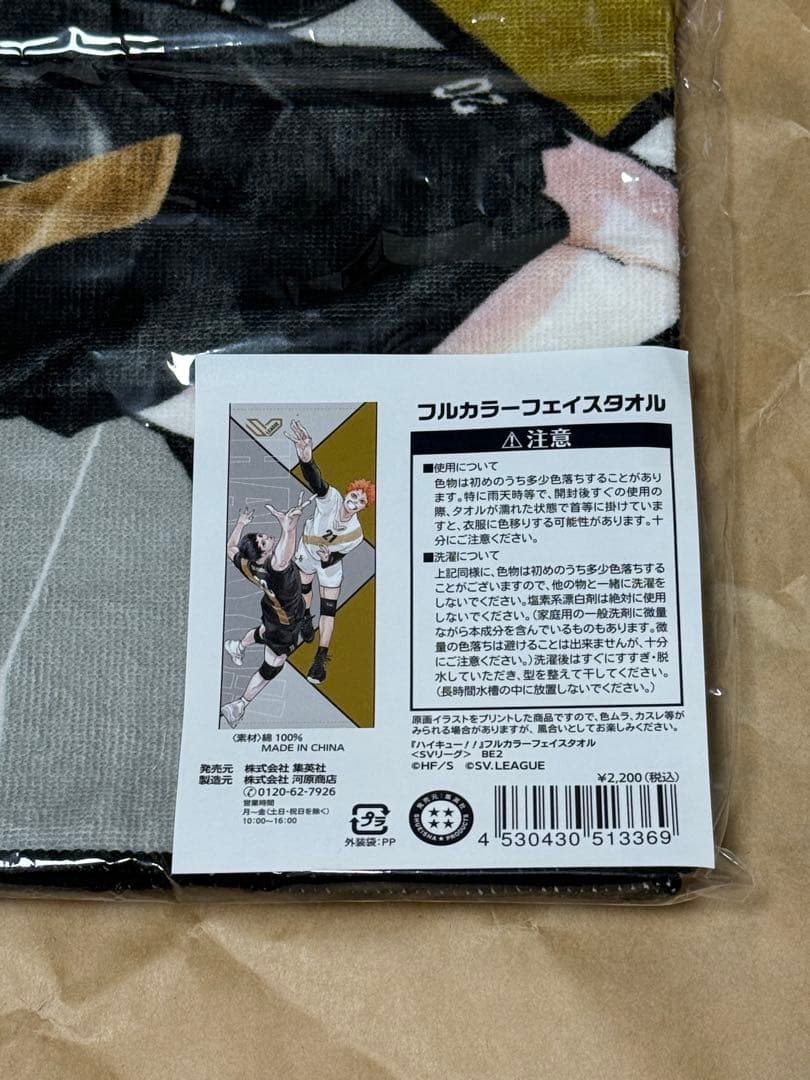 20
フルカラーフェイスタオル
⚠注意
■使用について
色物は初めのうち多少色落ちすることがあり
ます。特に雨天時等で、開封後すぐの使用の
際、タオルが濡れた状態で首等に掛けていま
すと、衣服に色移りする可能性があります。十
分にご注意ください。
■洗濯について
上記同様に、色物は初めのうち多少色落ちする
ことがございますので、他の物と一緒に洗濯を
しないでください。塩素系漂白剤は絶対に使用
しないでください。(家庭用の一般洗剤に微量
ながら本成分を含んでいるものもあります。微
量の色落ちは避けることは出来ませんが、十分
にご注意ください。)洗濯後はすぐにすすぎ・脱
水していただき、型を整えて干してください。
(長時間水槽の中に放置しないでください。)
原画イラストをプリントした商品ですので、色ムラ、カスレ等が
みられる場合がありますが、風合いとしてお楽しみください。
『ハイキュー!!』フルカラーフェイスタオル
<SVリーグ> BE2
©HF/S ©SV.LEAGUE
LEAGUE
21
〈素材〉綿 100%
MADE IN CHINA
発売元 株式会社 集英社
製造元 株式会社 河原商店
✆0120-62-7926
営業時間
月～金(土日・祝日を除く)
10:00～16:00
プラ
外装袋:PP
発売元:集英社
SHUEISHA★PRODUCTS
¥2,200(税込)
4 530430 513369